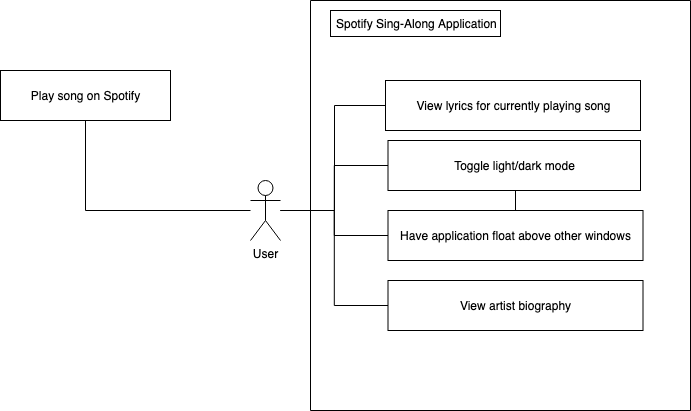 Spotify Sing-Along Application
Play song on Spotify
View lyrics for currently playing song
Toggle light/dark mode
Have application float above other windows
User
View artist biography